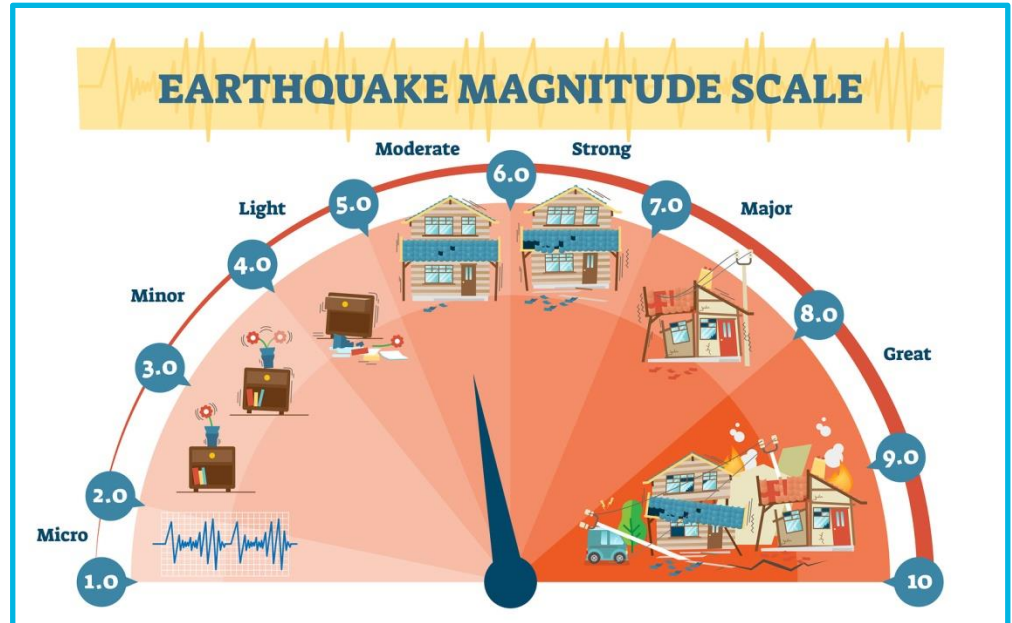 EARTHQUAKE MAGNITUDE SCALE
Micro
Minor
Light
Moderate
Strong
Major
Great
1.0
2.0
3.0
4.0
5.0
6.0
7.0
8.0
9.0
10